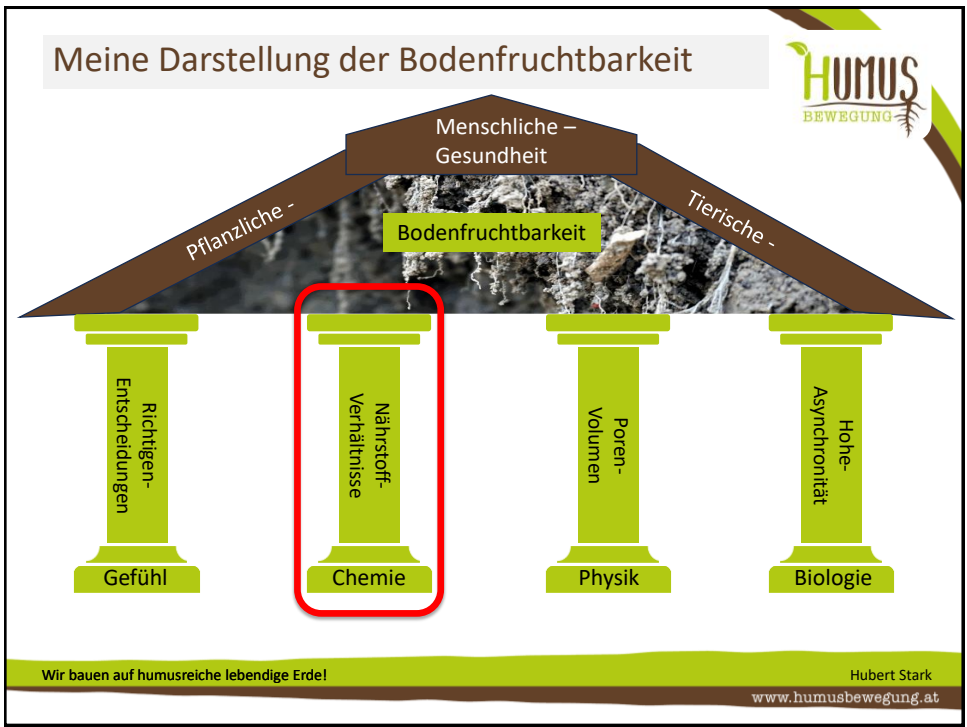 Meine Darstellung der Bodenfruchtbarkeit
HUMUS
BEWEGUNG
Menschliche –
Gesundheit
Pflanzliche -
Tierische -
Bodenfruchtbarkeit
Richtigen-
Entscheidungen
Nährstoff-
Verhältnisse
Poren-
Volumen
Hohe-
Asynchronität
Gefühl
Chemie
Physik
Biologie
Wir bauen auf humusreiche lebendige Erde!
Hubert Stark
www.humusbewegung.at